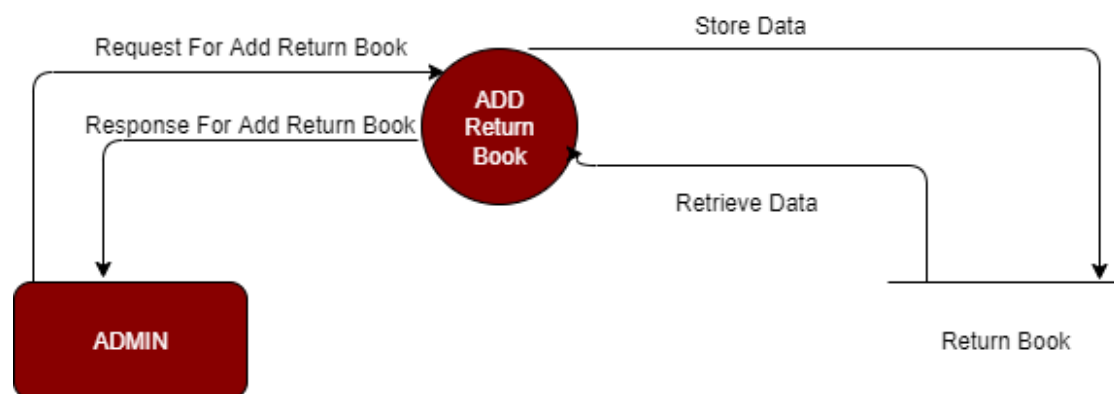 Store Data
Request For Add Return Book
ADD
Return
Book
Response For Add Return Book
Retrieve Data
ADMIN
Return Book